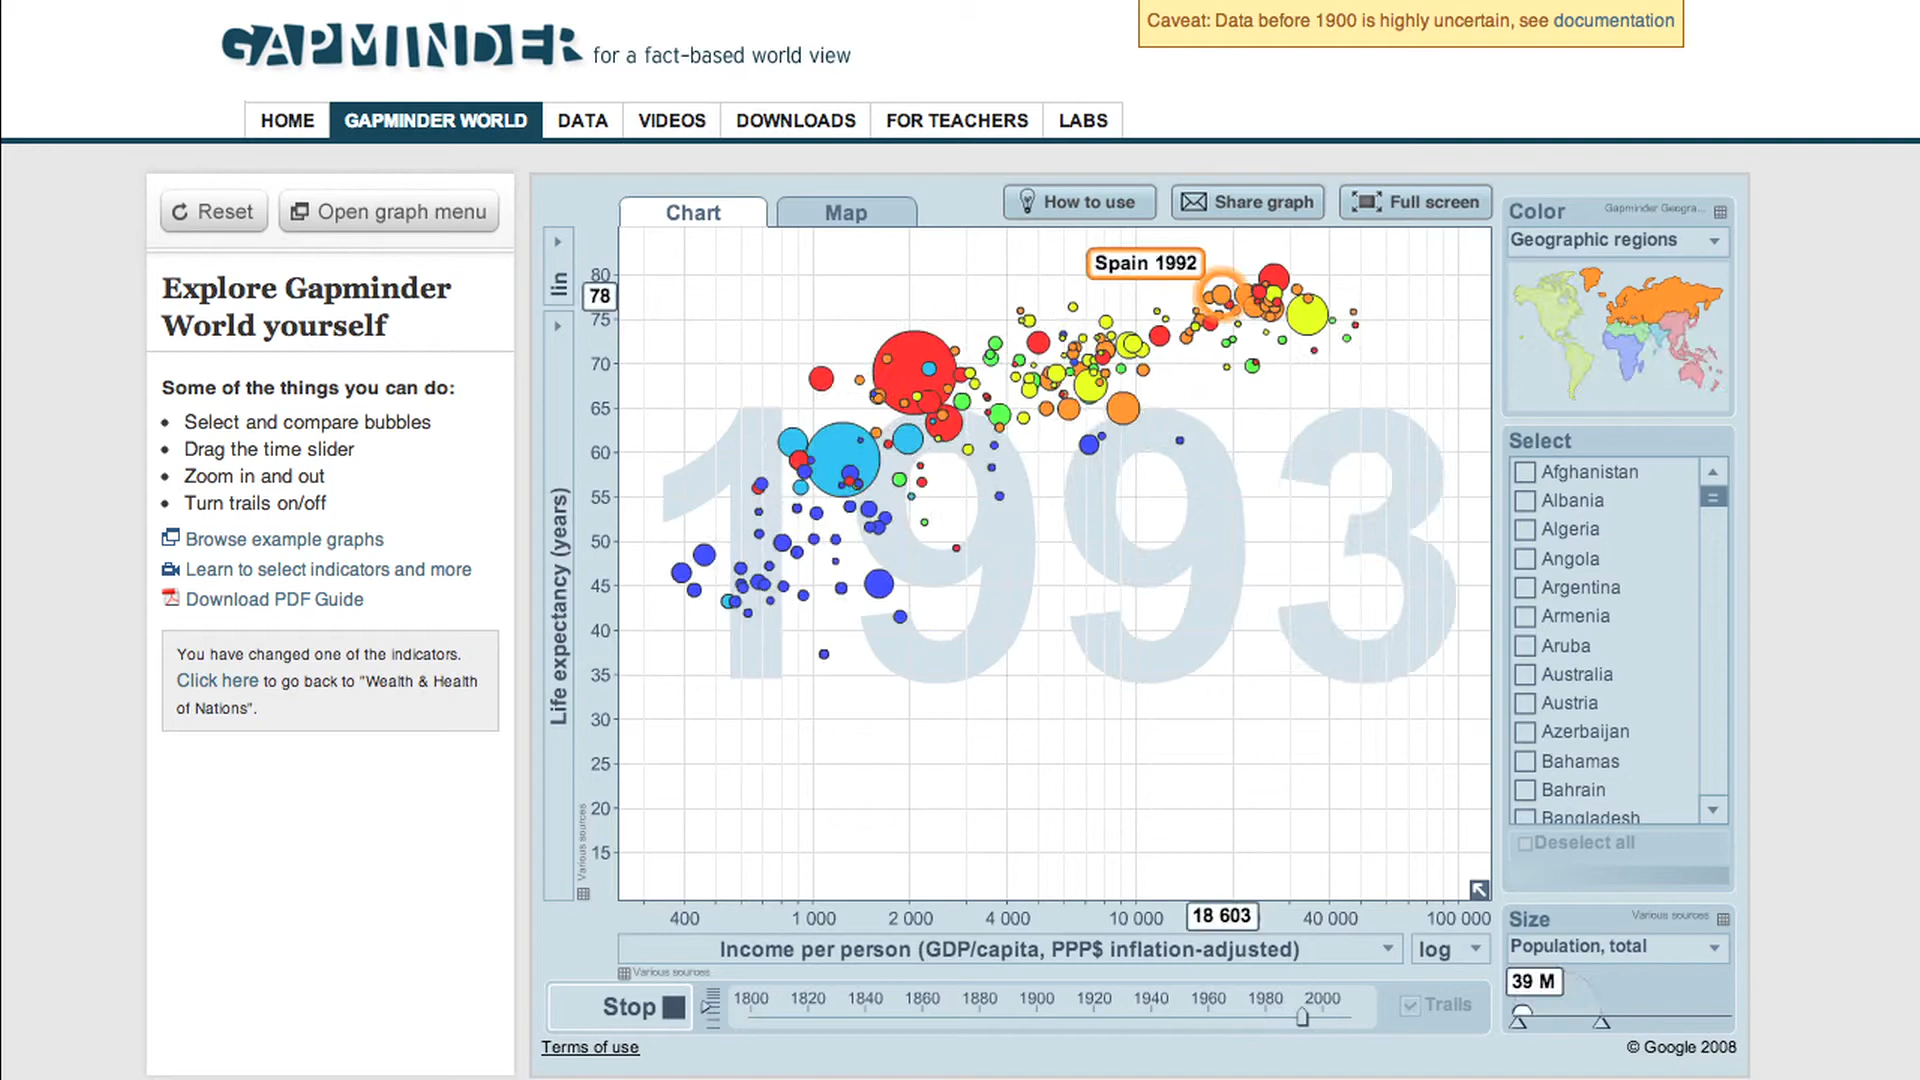 GAPMINDER for a fact-based world view
Caveat: Data before 1900 is highly uncertain, see documentation
HOME GAPMINDER WORLD DATA VIDEOS DOWNLOADS FOR TEACHERS LABS
Reset Open graph menu
Explore Gapminder
World yourself
Some of the things you can do:
• Select and compare bubbles
• Drag the time slider
• Zoom in and out
• Turn trails on/off
Browse example graphs
Learn to select indicators and more
Download PDF Guide
You have changed one of the indicators.
Click here to go back to "Wealth & Health
of Nations".
Chart Map
How to use Share graph Full screen
lin
Life expectancy (years)
Various sources
80
78
75
70
65
60
55
50
45
40
35
30
25
20
15
Spain 1992
1993
400 1 000 2 000 4 000 10 000 18 603 40 000 100 000
Income per person (GDP/capita, PPP$ inflation-adjusted) log
Various sources
Stop 1800 1820 1840 1860 1880 1900 1920 1940 1960 1980 2000 Trails
Terms of use
Color Gapminder Geogra...
Geographic regions
Select
Afghanistan
Albania
Algeria
Angola
Argentina
Armenia
Aruba
Australia
Austria
Azerbaijan
Bahamas
Bahrain
Bangladesh
Deselect all
Size Various sources
Population, total
39 M
© Google 2008